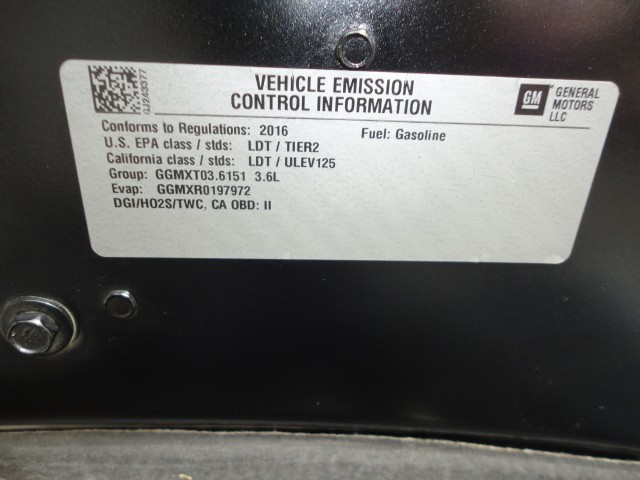 VEHICLE EMISSION
CONTROL INFORMATION
GM GENERAL
MOTORS
LLC
GJ243377
Conforms to Regulations: 2016 Fuel: Gasoline
U.S. EPA class / stds: LDT / TIER2
California class / stds: LDT / ULEV125
Group: GGMXT03.6151 3.6L
Evap: GGMXR0197972
DGI/HO2S/TWC, CA OBD: II